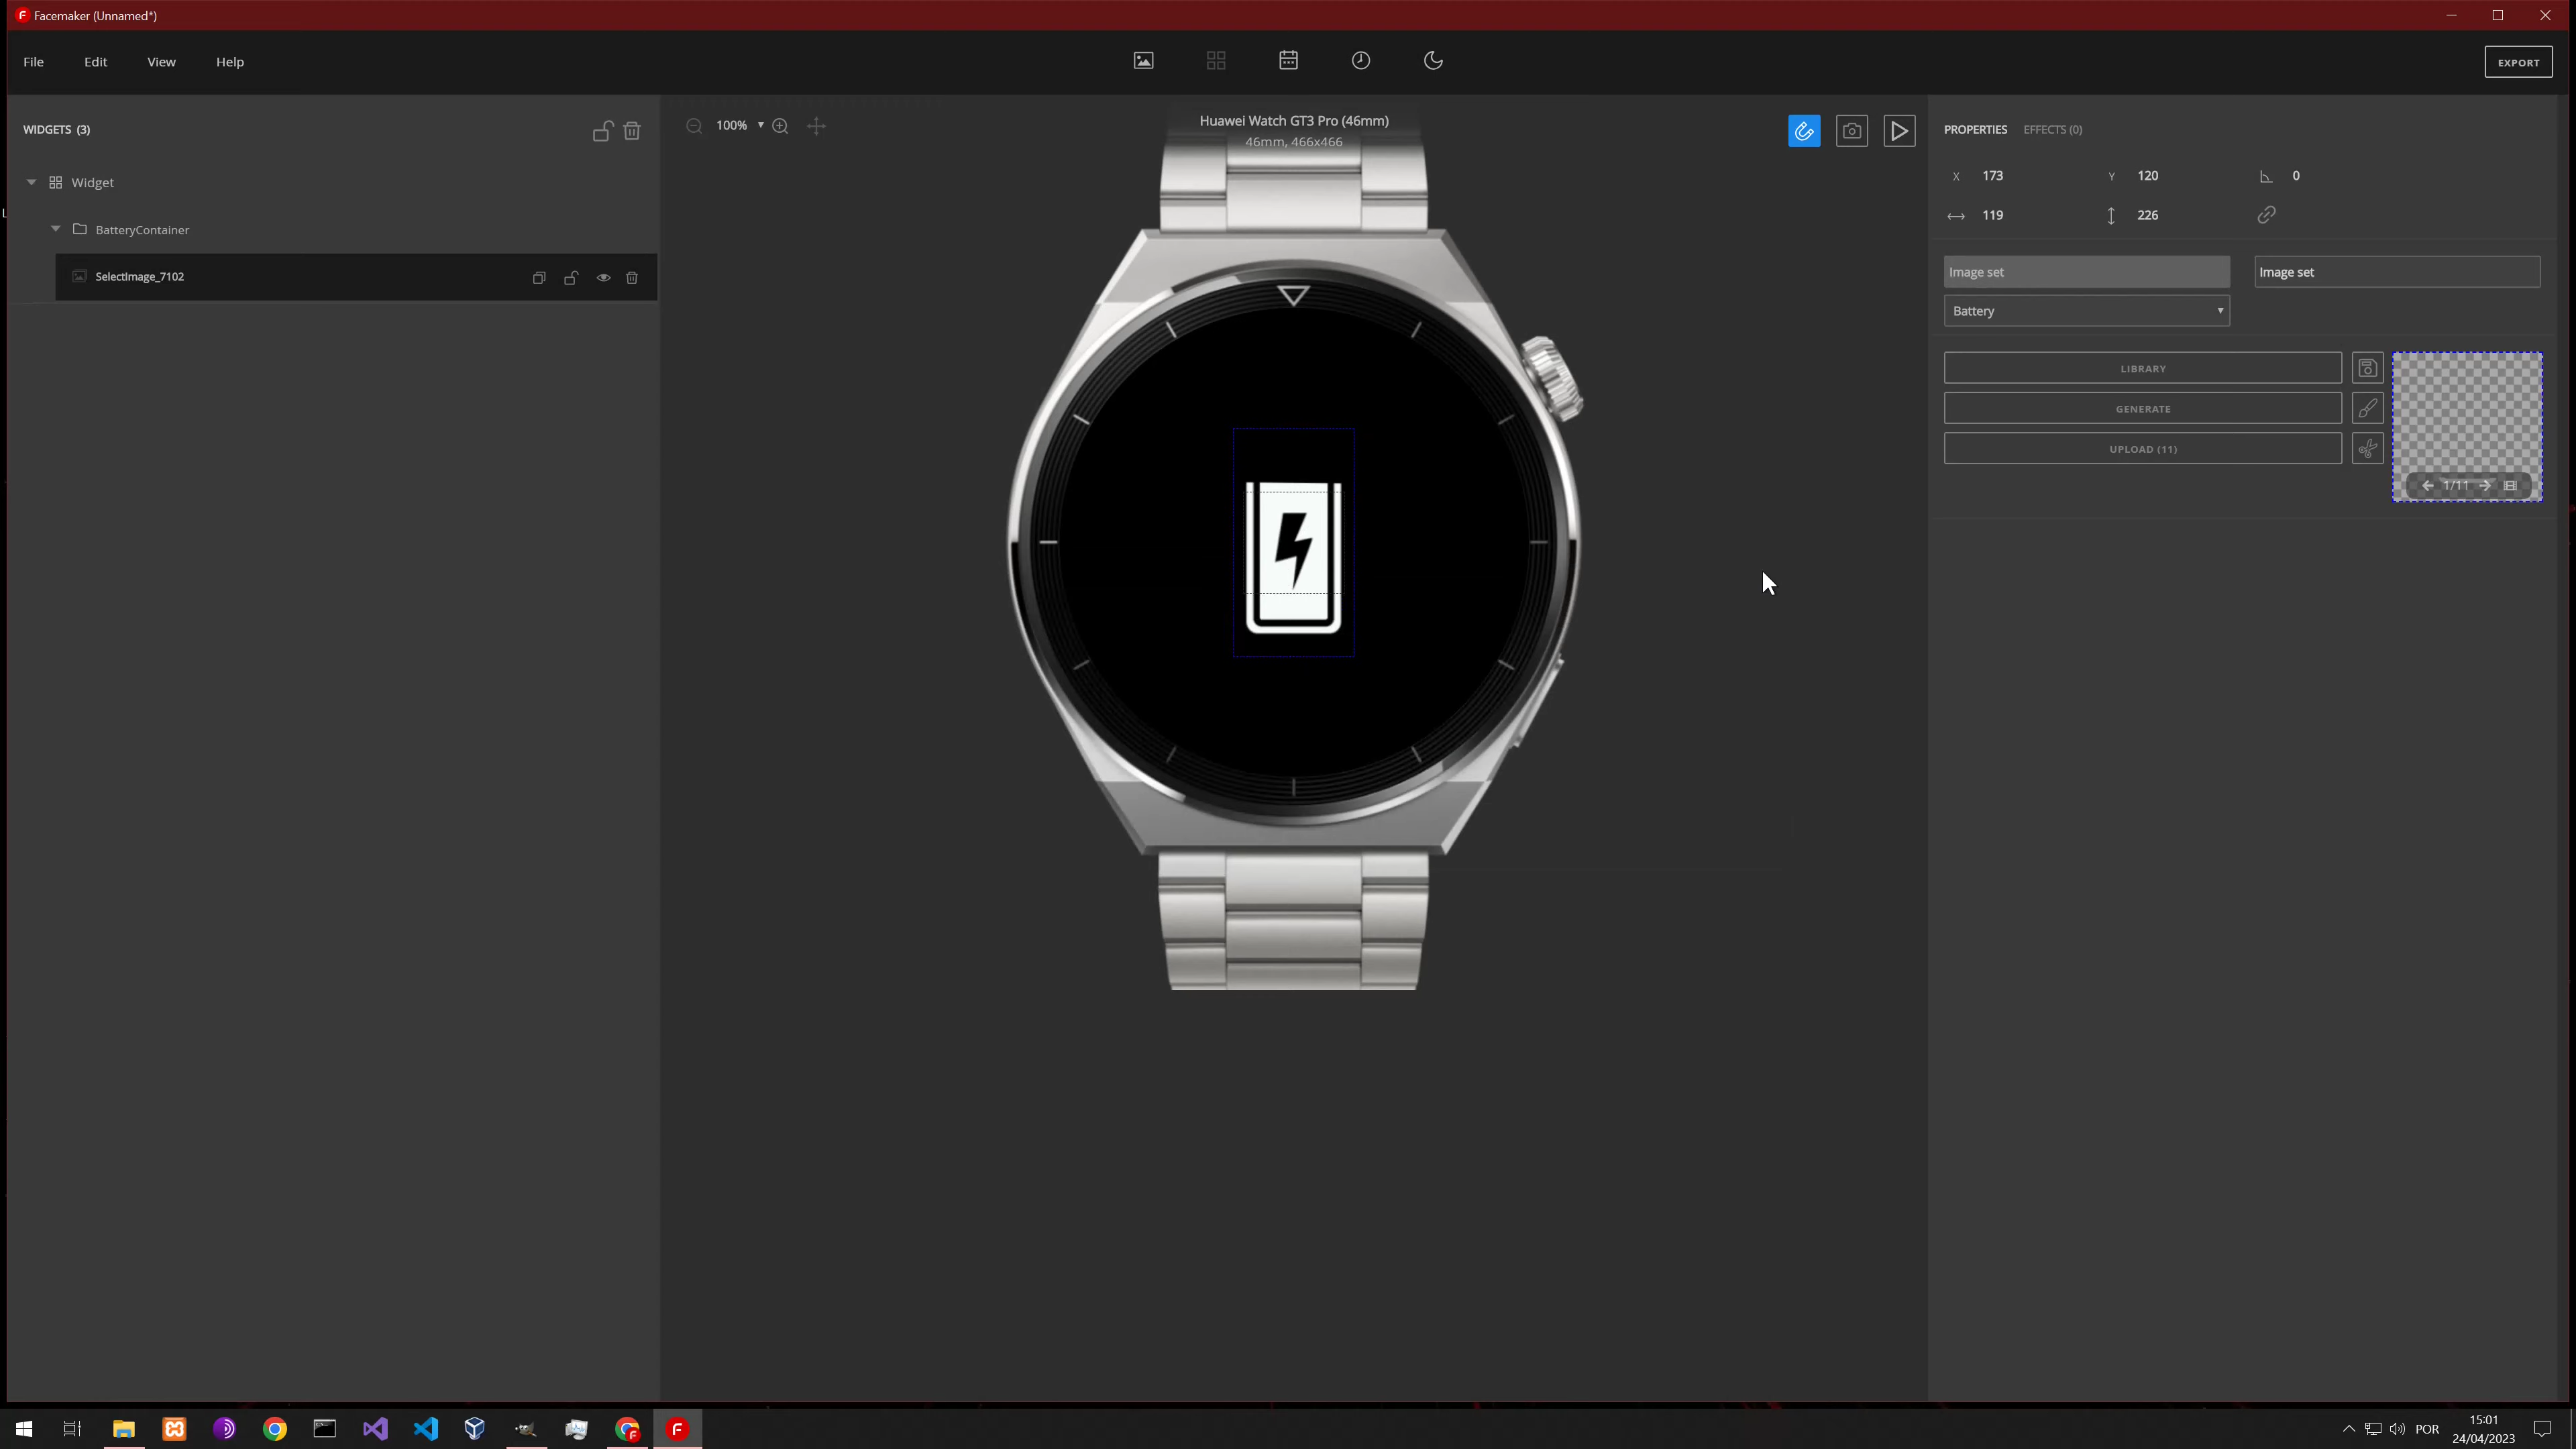 Facemaker (Unnamed*)
File Edit View Help
EXPORT
WIDGETS (3)
Widget
BatteryContainer
SelectImage_7102
100%
Huawei Watch GT3 Pro (46mm)
46mm, 466x466
PROPERTIES EFFECTS (0)
X 173 Y 120 0
119 226
Image set Image set
Battery
LIBRARY
GENERATE
UPLOAD (11)
1/11
POR
15:01
24/04/2023